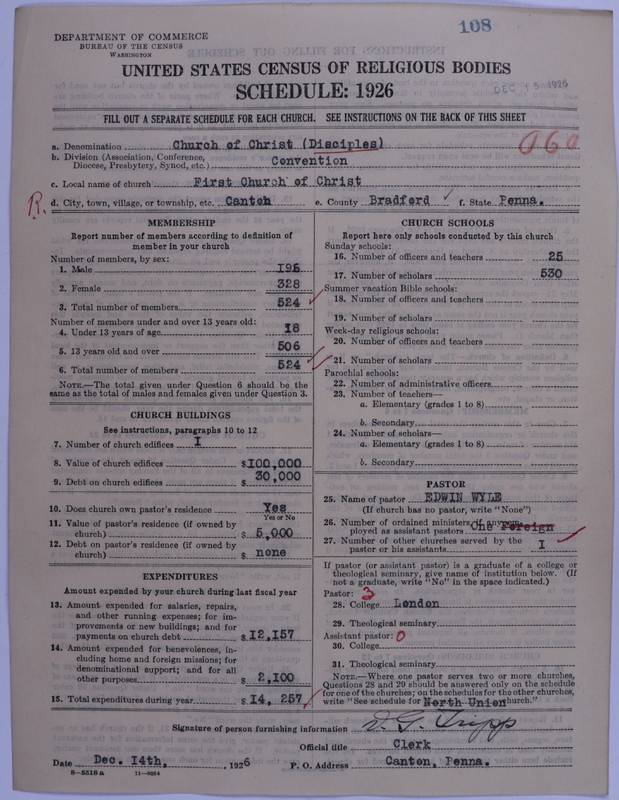 108
DEPARTMENT OF COMMERCE
BUREAU OF THE CENSUS
WASHINGTON
UNITED STATES CENSUS OF RELIGIOUS BODIES
SCHEDULE: 1926
DEC 15 1926
FILL OUT A SEPARATE SCHEDULE FOR EACH CHURCH. SEE INSTRUCTIONS ON THE BACK OF THIS SHEET
a. Denomination Church of Christ (Disciples) 060
b. Division (Association, Conference, Diocese, Presbytery, Synod, etc.) Convention
c. Local name of church First Church of Christ
R. d. City, town, village, or township, etc. Canton e. County Bradford ✓ f. State Penna.
MEMBERSHIP
Report number of members according to definition of
member in your church
Number of members, by sex:
1. Male 196
2. Female 328
3. Total number of members 524
Number of members under and over 13 years old:
4. Under 13 years of age 18
5. 13 years old and over 506
6. Total number of members 524
NOTE.—The total given under Question 6 should be the
same as the total of males and females given under Question 3.
CHURCH BUILDINGS
See instructions, paragraphs 10 to 12
7. Number of church edifices I
8. Value of church edifices $100,000
9. Debt on church edifices $ 30,000
10. Does church own pastor's residence Yes
Yes or No
11. Value of pastor's residence (if owned by
church) $ 5,000
12. Debt on pastor's residence (if owned by
church) $ none
EXPENDITURES
Amount expended by your church during last fiscal year
13. Amount expended for salaries, repairs,
and other running expenses; for im-
provements or new buildings; and for
payments on church debt $12,157
14. Amount expended for benevolences, in-
cluding home and foreign missions; for
denominational support; and for all
other purposes $ 2,100
15. Total expenditures during year $14, 257
CHURCH SCHOOLS
Report here only schools conducted by this church
Sunday schools:
16. Number of officers and teachers 25
17. Number of scholars 530
Summer vacation Bible schools:
18. Number of officers and teachers
19. Number of scholars
Week-day religious schools:
20. Number of officers and teachers
21. Number of scholars
Parochial schools:
22. Number of administrative officers
23. Number of teachers—
a. Elementary (grades 1 to 8)
b. Secondary
24. Number of scholars—
a. Elementary (grades 1 to 8)
b. Secondary
PASTOR
25. Name of pastor EDWIN WYLE
(If church has no pastor, write "None")
26. Number of ordained ministers if any em-
ployed as assistant pastors One Foreign
27. Number of other churches served by the
pastor or his assistants I
If pastor (or assistant pastor) is a graduate of a college or
theological seminary, give name of institution below. (If
not a graduate, write "No" in the space indicated.)
Pastor: 3
28. College London
29. Theological seminary
Assistant pastor: 0
30. College
31. Theological seminary
NOTE.—Where one pastor serves two or more churches,
Questions 28 and 29 should be answered only on the schedule
for one of the churches; on the schedules for the other churches,
write "See schedule for North Union church."
Signature of person furnishing information D. G. Tripp
Official title Clerk
Date Dec. 14th, 1926 P. O. Address Canton, Penna.
8—5518a 11—9064